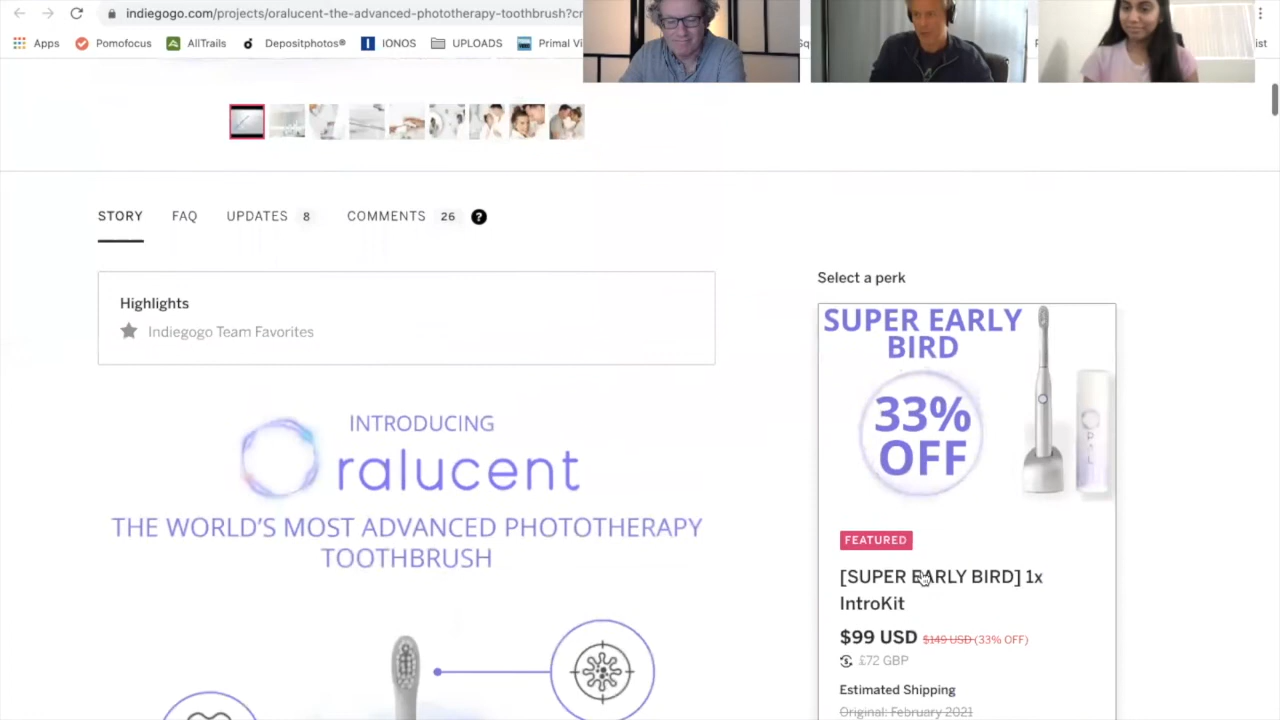 indiegogo.com/projects/oralucent-the-advanced-phototherapy-toothbrush?cr
Apps Pomofocus AllTrails Depositphotos® IONOS UPLOADS Primal Vi
STORY FAQ UPDATES 8 COMMENTS 26 ?
Select a perk
Highlights
Indiegogo Team Favorites
INTRODUCING
ralucent
THE WORLD'S MOST ADVANCED PHOTOTHERAPY
TOOTHBRUSH
SUPER EARLY
BIRD
33%
OFF
FEATURED
[SUPER EARLY BIRD] 1x
IntroKit
$99 USD $149 USD (33% OFF)
£72 GBP
Estimated Shipping
Original: February 2021